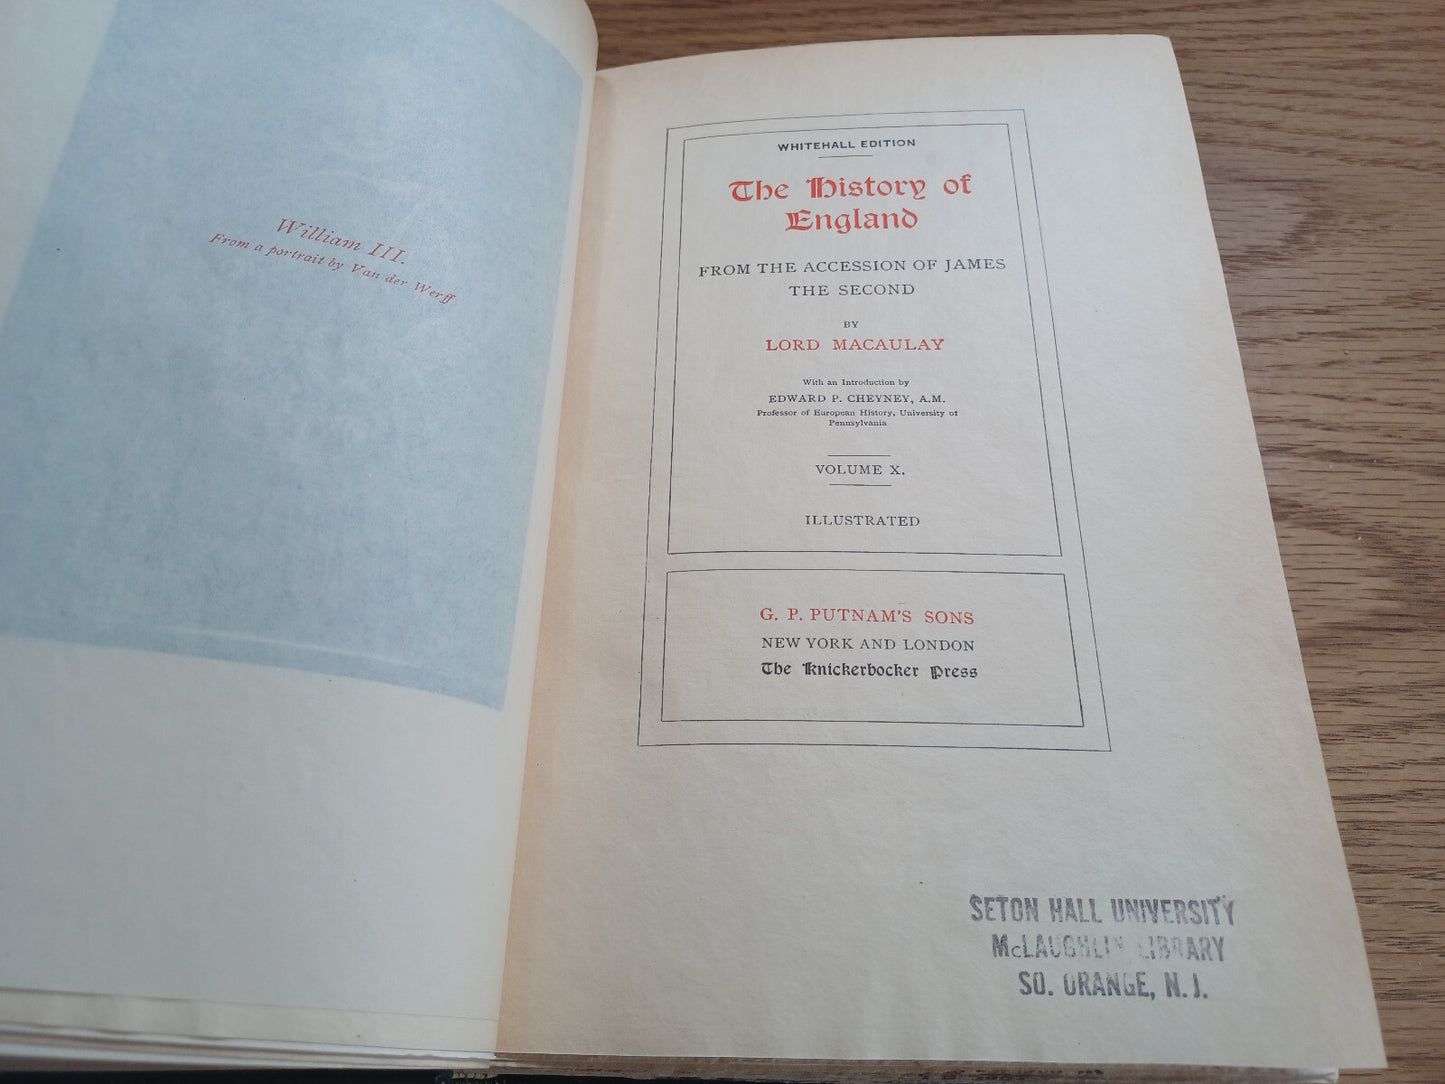 William III.
From a portrait by Van der Werff
WHITEHALL EDITION
The History of
England
FROM THE ACCESSION OF JAMES
THE SECOND
BY
LORD MACAULAY
With an Introduction by
EDWARD P. CHEYNEY, A.M.
Professor of European History, University of
Pennsylvania
VOLUME X.
ILLUSTRATED
G. P. PUTNAM'S SONS
NEW YORK AND LONDON
The Knickerbocker Press
SETON HALL UNIVERSITY
McLAUGHLIN LIBRARY
SO. ORANGE, N. J.